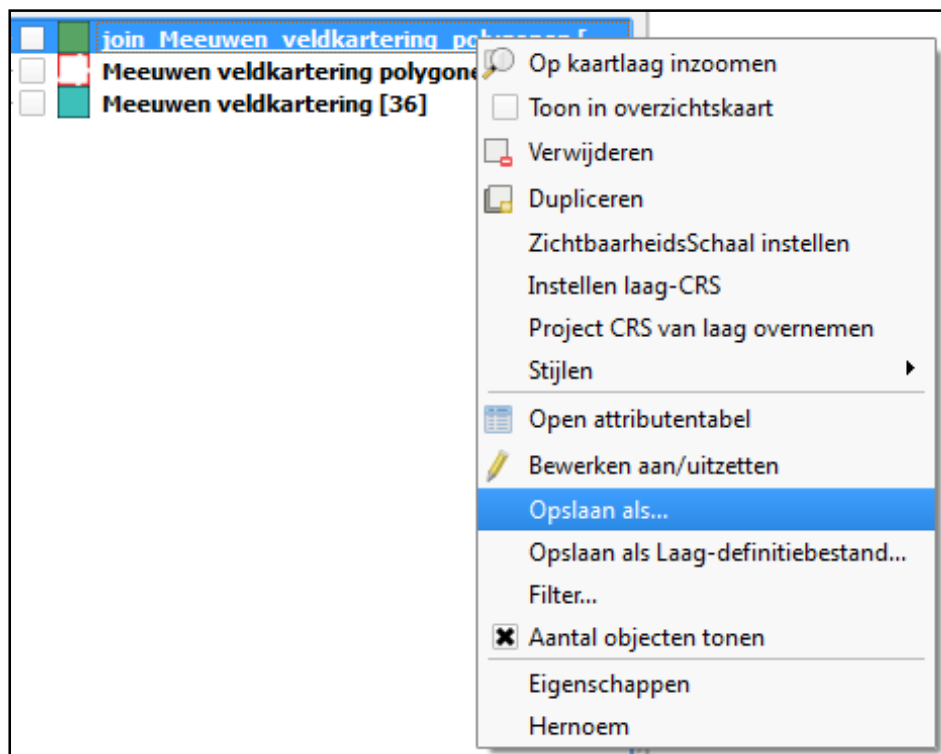 join_Meeuwen_veldkartering_polygonen [
Meeuwen veldkartering polygone
Meeuwen veldkartering [36]
Op kaartlaag inzoomen
Toon in overzichtskaart
Verwijderen
Dupliceren
ZichtbaarheidsSchaal instellen
Instellen laag-CRS
Project CRS van laag overnemen
Stijlen
Open attributentabel
Bewerken aan/uitzetten
Opslaan als...
Opslaan als Laag-definitiebestand...
Filter...
Aantal objecten tonen
Eigenschappen
Hernoem